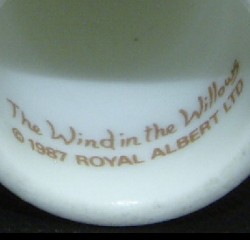 The Wind in the Willows
© 1987 ROYAL ALBERT LTD